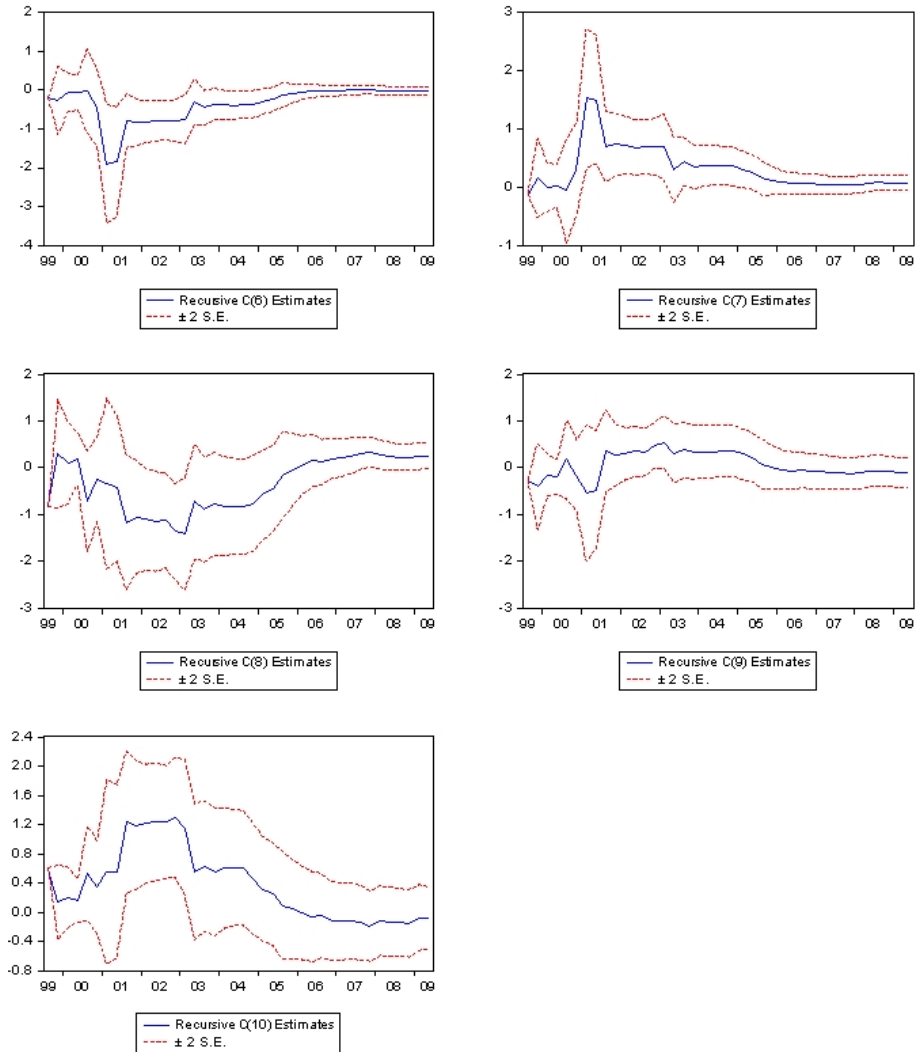 2
1
0
-1
-2
-3
-4
99 00 01 02 03 04 05 06 07 08 09
Recursive C(6) Estimates
± 2 S.E.
3
2
1
0
-1
99 00 01 02 03 04 05 06 07 08 09
Recursive C(7) Estimates
± 2 S.E.
2
1
0
-1
-2
-3
99 00 01 02 03 04 05 06 07 08 09
Recursive C(8) Estimates
± 2 S.E.
2
1
0
-1
-2
-3
99 00 01 02 03 04 05 06 07 08 09
Recursive C(9) Estimates
± 2 S.E.
2.4
2.0
1.6
1.2
0.8
0.4
0.0
-0.4
-0.8
99 00 01 02 03 04 05 06 07 08 09
Recursive C(10) Estimates
± 2 S.E.